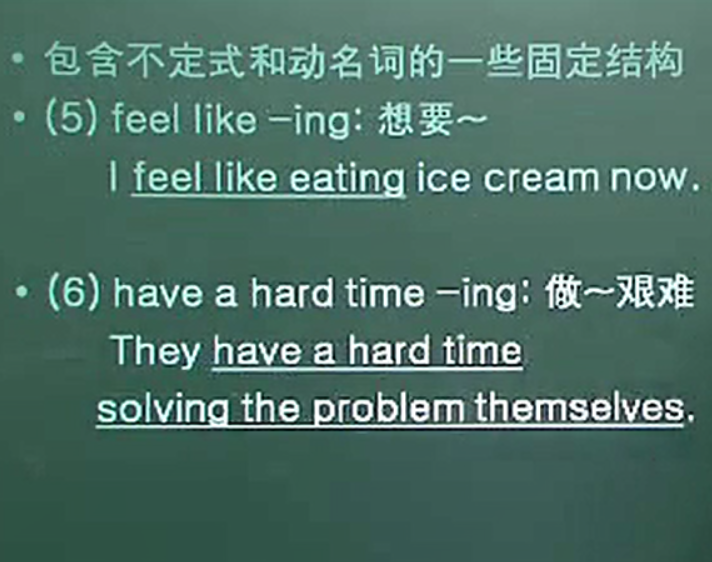 • 包含不定式和动名词的一些固定结构
• (5) feel like –ing: 想要～
I feel like eating ice cream now.
• (6) have a hard time –ing: 做～艰难
They have a hard time
solving the problem themselves.